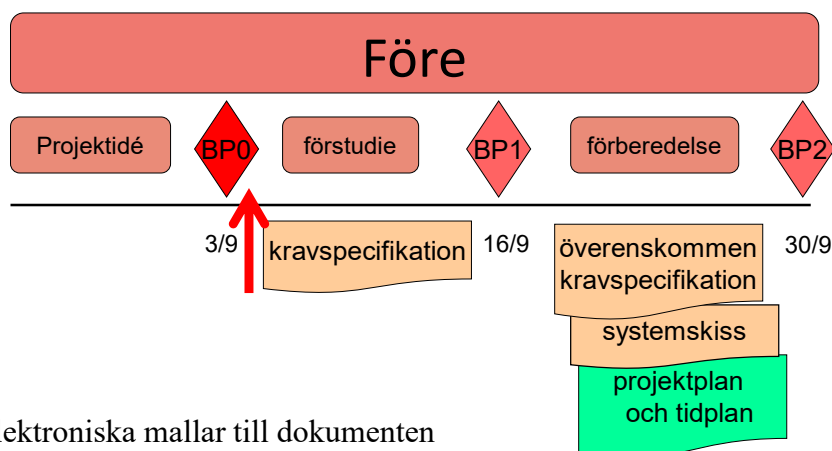 Före
Projektidé
BP0
förstudie
BP1
förberedelse
BP2
3/9
kravspecifikation
16/9
överenskommen
kravspecifikation
30/9
systemskiss
projektplan
och tidplan
lektroniska mallar till dokumenten